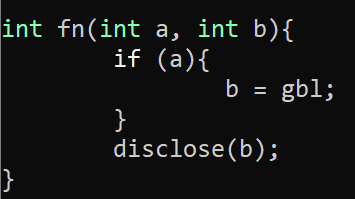 int fn(int a, int b){
        if (a){
                b = gbl;
        }
        disclose(b);
}